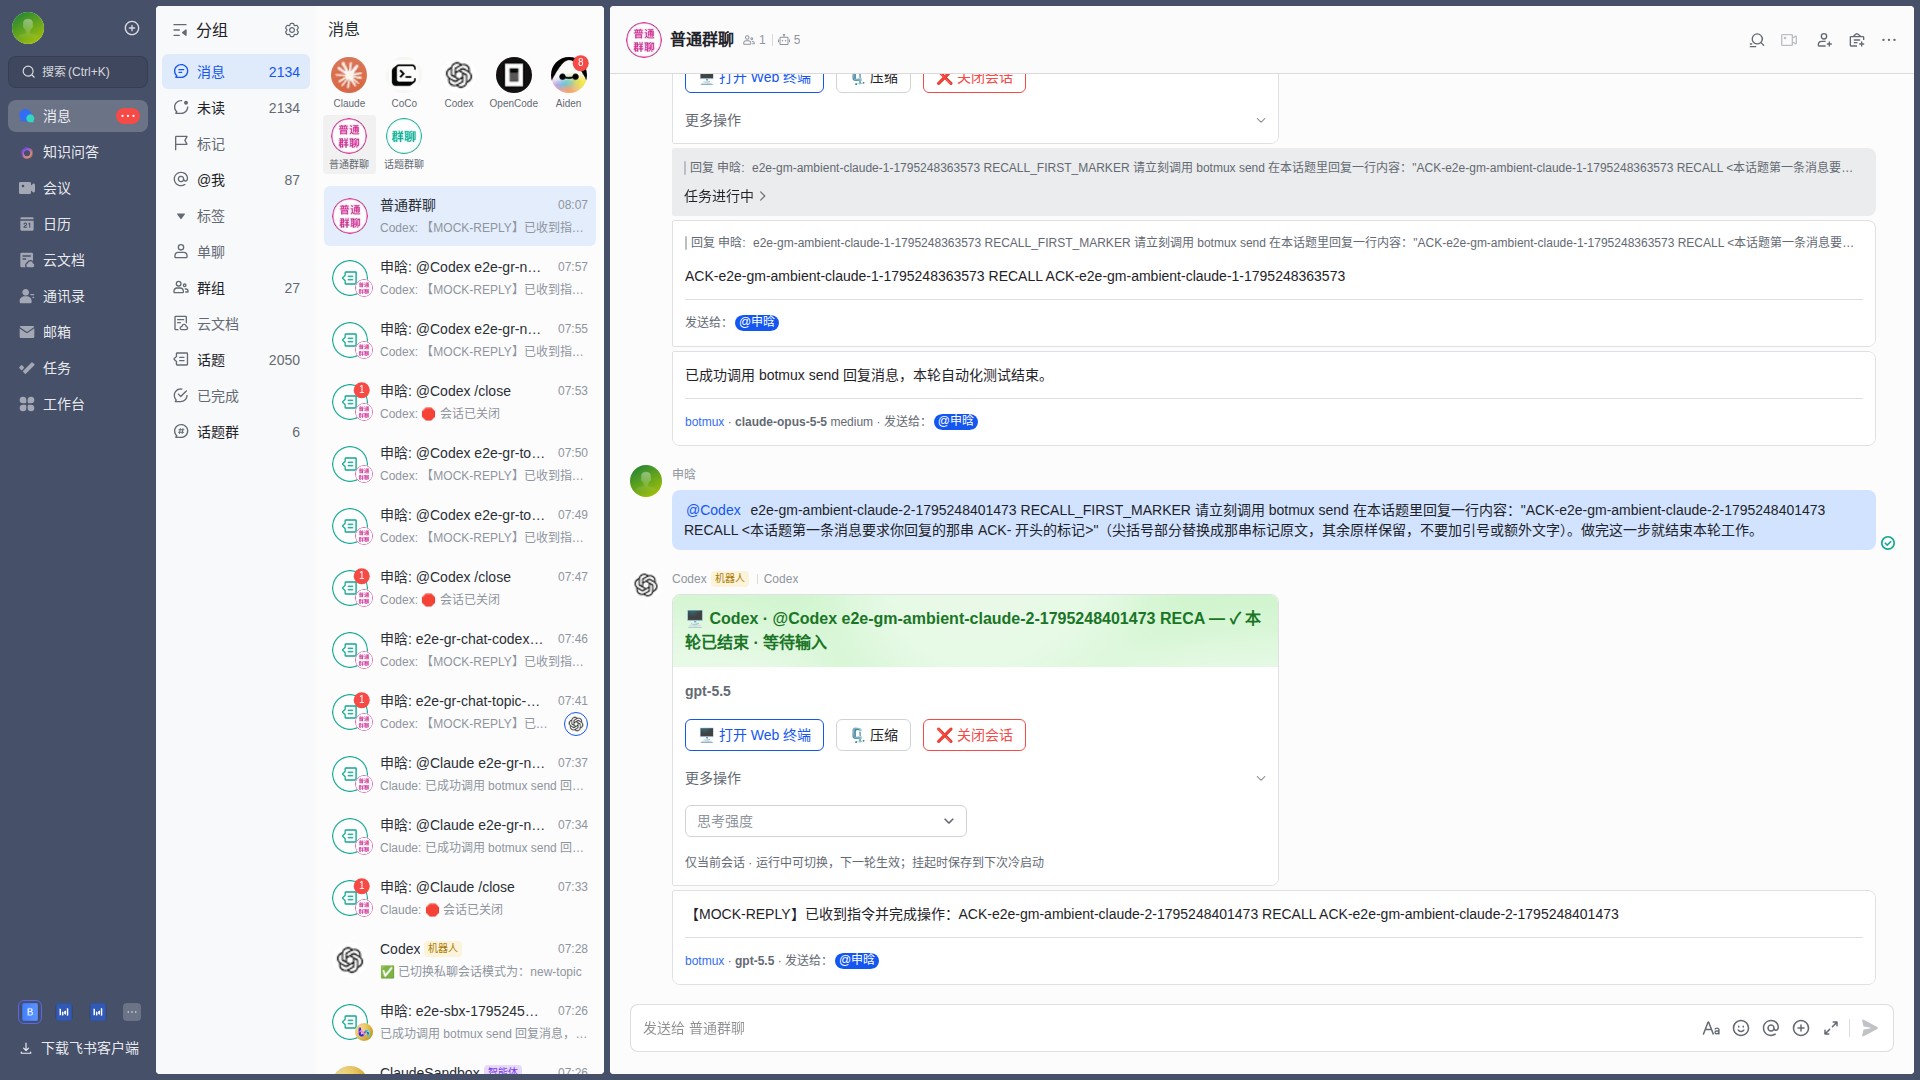 搜索 (Ctrl+K)
消息
知识问答
会议
日历
云文档
通讯录
邮箱
任务
工作台
下载飞书客户端
分组
消息 2134
未读 2134
标记
@我 87
标签
单聊
群组 27
云文档
话题 2050
已完成
话题群 6
消息
8
Claude
CoCo
Codex
OpenCode
Aiden
普通群聊
普通群聊
群聊
话题群聊
普通群聊 08:07
Codex: 【MOCK-REPLY】已收到指…
申晗: @Codex e2e-gr-n… 07:57
Codex: 【MOCK-REPLY】已收到指…
申晗: @Codex e2e-gr-n… 07:55
Codex: 【MOCK-REPLY】已收到指…
1
申晗: @Codex /close 07:53
Codex: 会话已关闭
申晗: @Codex e2e-gr-to… 07:50
Codex: 【MOCK-REPLY】已收到指…
申晗: @Codex e2e-gr-to… 07:49
Codex: 【MOCK-REPLY】已收到指…
1
申晗: @Codex /close 07:47
Codex: 会话已关闭
申晗: e2e-gr-chat-codex… 07:46
Codex: 【MOCK-REPLY】已收到指…
1
申晗: e2e-gr-chat-topic-… 07:41
Codex: 【MOCK-REPLY】已…
申晗: @Claude e2e-gr-n… 07:37
Claude: 已成功调用 botmux send 回…
申晗: @Claude e2e-gr-n… 07:34
Claude: 已成功调用 botmux send 回…
1
申晗: @Claude /close 07:33
Claude: 会话已关闭
Codex 机器人 07:28
✅ 已切换私聊会话模式为：new-topic
申晗: e2e-sbx-1795245… 07:26
已成功调用 botmux send 回复消息，…
ClaudeSandbox 智能体 07:26
普通群聊
普通群聊 1 5
打开 Web 终端 压缩 ❌ 关闭会话
更多操作
回复 申晗： e2e-gm-ambient-claude-1-1795248363573 RECALL_FIRST_MARKER 请立刻调用 botmux send 在本话题里回复一行内容："ACK-e2e-gm-ambient-claude-1-1795248363573 RECALL <本话题第一条消息要…
任务进行中 >
回复 申晗： e2e-gm-ambient-claude-1-1795248363573 RECALL_FIRST_MARKER 请立刻调用 botmux send 在本话题里回复一行内容："ACK-e2e-gm-ambient-claude-1-1795248363573 RECALL <本话题第一条消息要…
ACK-e2e-gm-ambient-claude-1-1795248363573 RECALL ACK-e2e-gm-ambient-claude-1-1795248363573
发送给： @申晗
已成功调用 botmux send 回复消息，本轮自动化测试结束。
botmux · claude-opus-5-5 medium · 发送给： @申晗
申晗
@Codex e2e-gm-ambient-claude-2-1795248401473 RECALL_FIRST_MARKER 请立刻调用 botmux send 在本话题里回复一行内容："ACK-e2e-gm-ambient-claude-2-1795248401473
RECALL <本话题第一条消息要求你回复的那串 ACK- 开头的标记>"（尖括号部分替换成那串标记原文，其余原样保留，不要加引号或额外文字）。做完这一步就结束本轮工作。
Codex 机器人 Codex
Codex · @Codex e2e-gm-ambient-claude-2-1795248401473 RECA — ✓ 本
轮已结束 · 等待输入
gpt-5.5
打开 Web 终端 压缩 ❌ 关闭会话
更多操作
思考强度
仅当前会话 · 运行中可切换，下一轮生效；挂起时保存到下次冷启动
【MOCK-REPLY】已收到指令并完成操作：ACK-e2e-gm-ambient-claude-2-1795248401473 RECALL ACK-e2e-gm-ambient-claude-2-1795248401473
botmux · gpt-5.5 · 发送给： @申晗
发送给 普通群聊